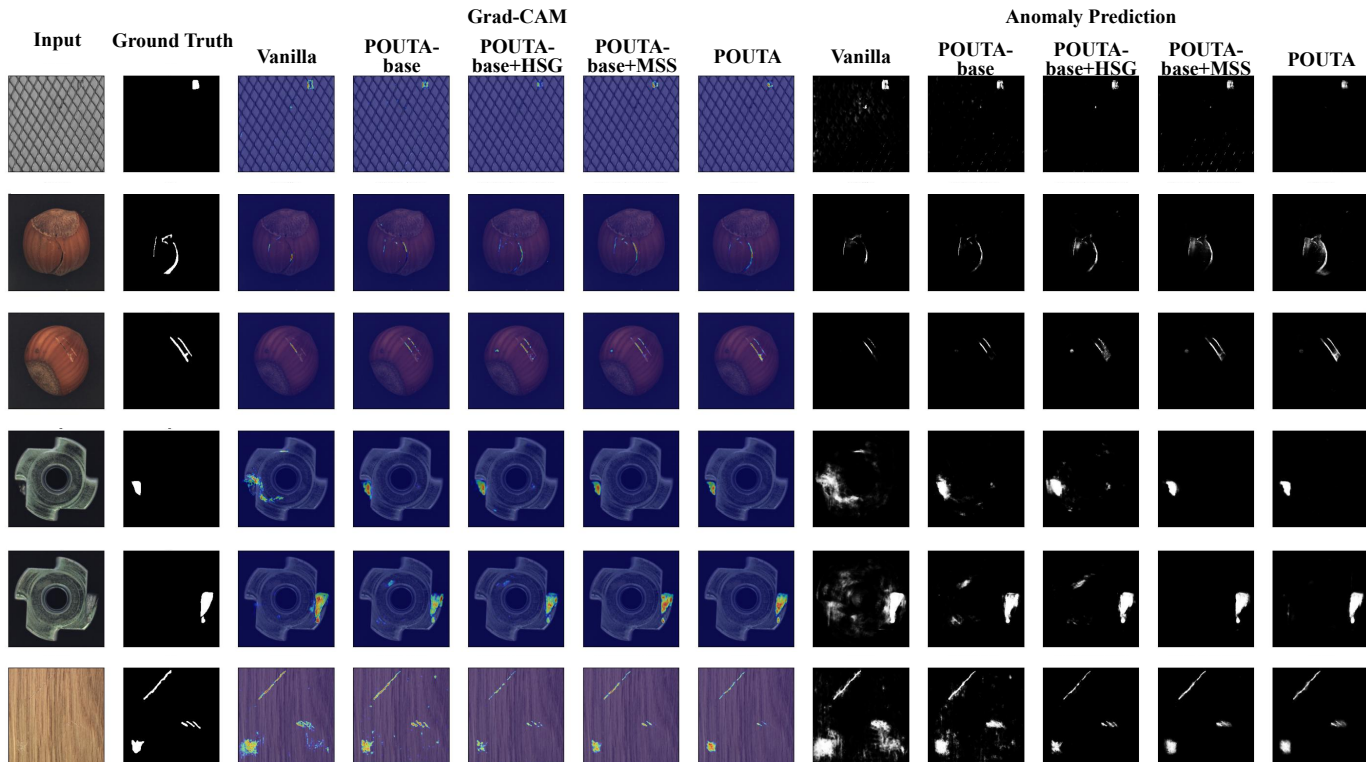 Grad-CAM
Anomaly Prediction
Input
Ground Truth
Vanilla
POUTA-
base
POUTA-
base+HSG
POUTA-
base+MSS
POUTA
Vanilla
POUTA-
base
POUTA-
base+HSG
POUTA-
base+MSS
POUTA